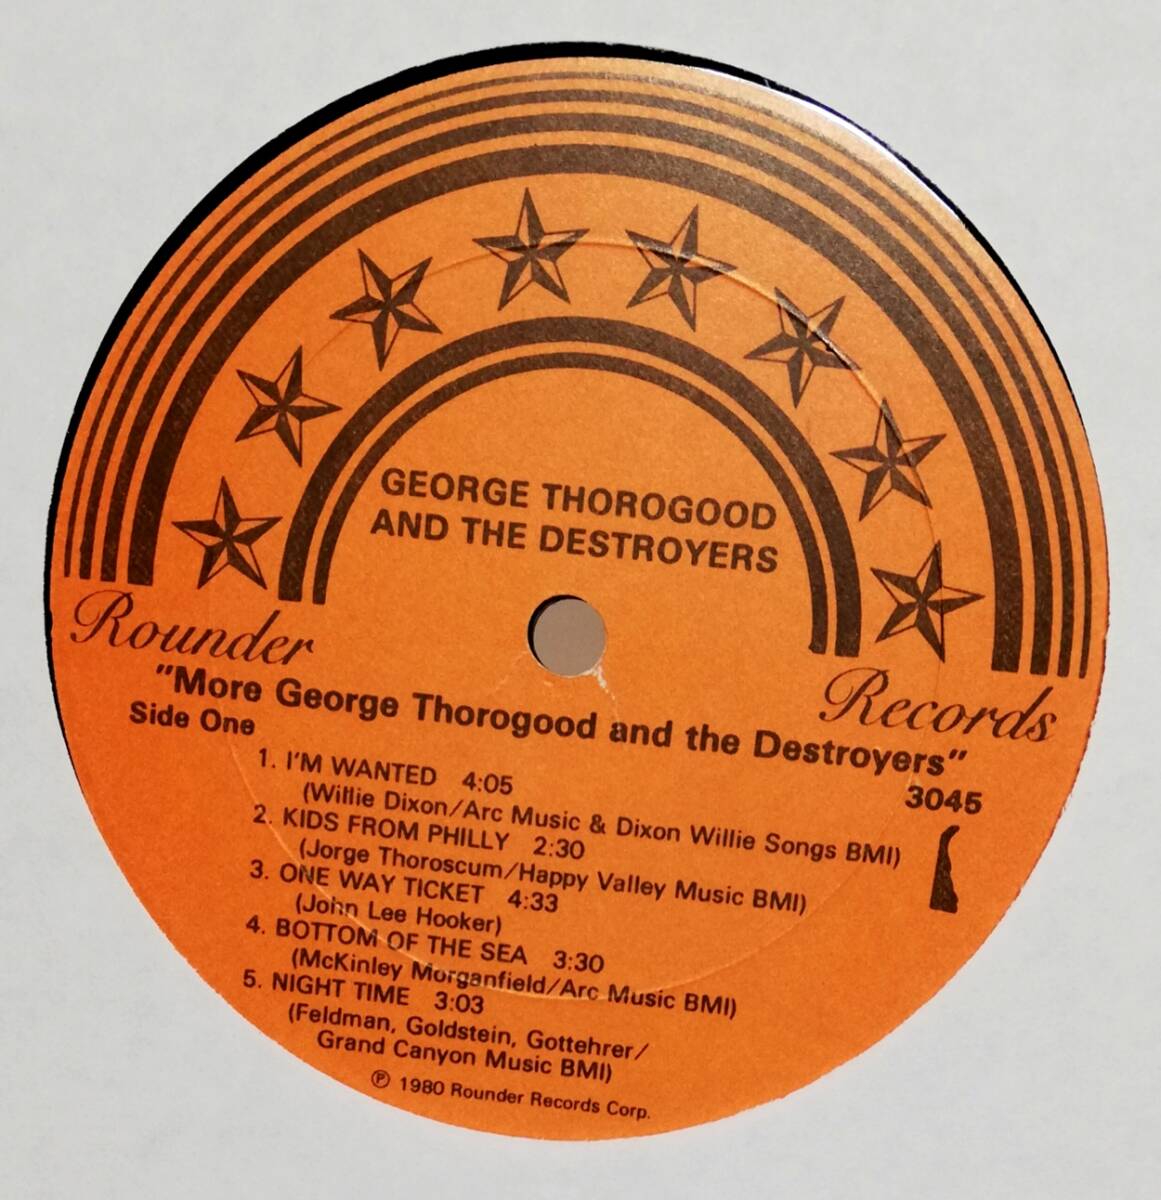 GEORGE THOROGOOD
AND THE DESTROYERS
Rounder Records
"More George Thorogood and the Destroyers"
Side One
3045
1. I'M WANTED 4:05
(Willie Dixon/Arc Music & Dixon Willie Songs BMI)
2. KIDS FROM PHILLY 2:30
(Jorge Thoroscum/Happy Valley Music BMI)
3. ONE WAY TICKET 4:33
(John Lee Hooker)
4. BOTTOM OF THE SEA 3:30
(McKinley Morganfield/Arc Music BMI)
5. NIGHT TIME 3:03
(Feldman, Goldstein, Gottehrer/
Grand Canyon Music BMI)
℗ 1980 Rounder Records Corp.